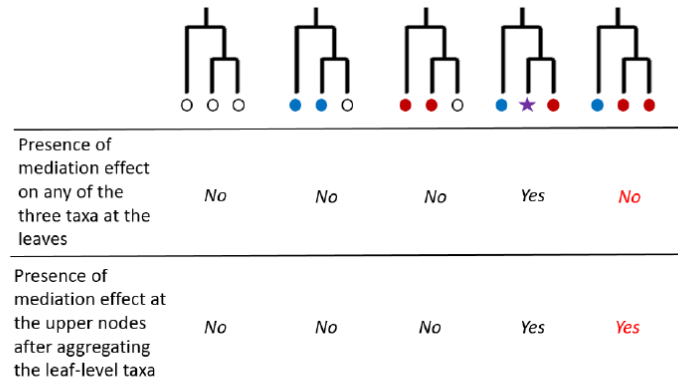 Presence of
mediation effect
on any of the
three taxa at the
leaves
No No No Yes No
Presence of
mediation effect at
the upper nodes
after aggregating
the leaf-level taxa
No No No Yes Yes